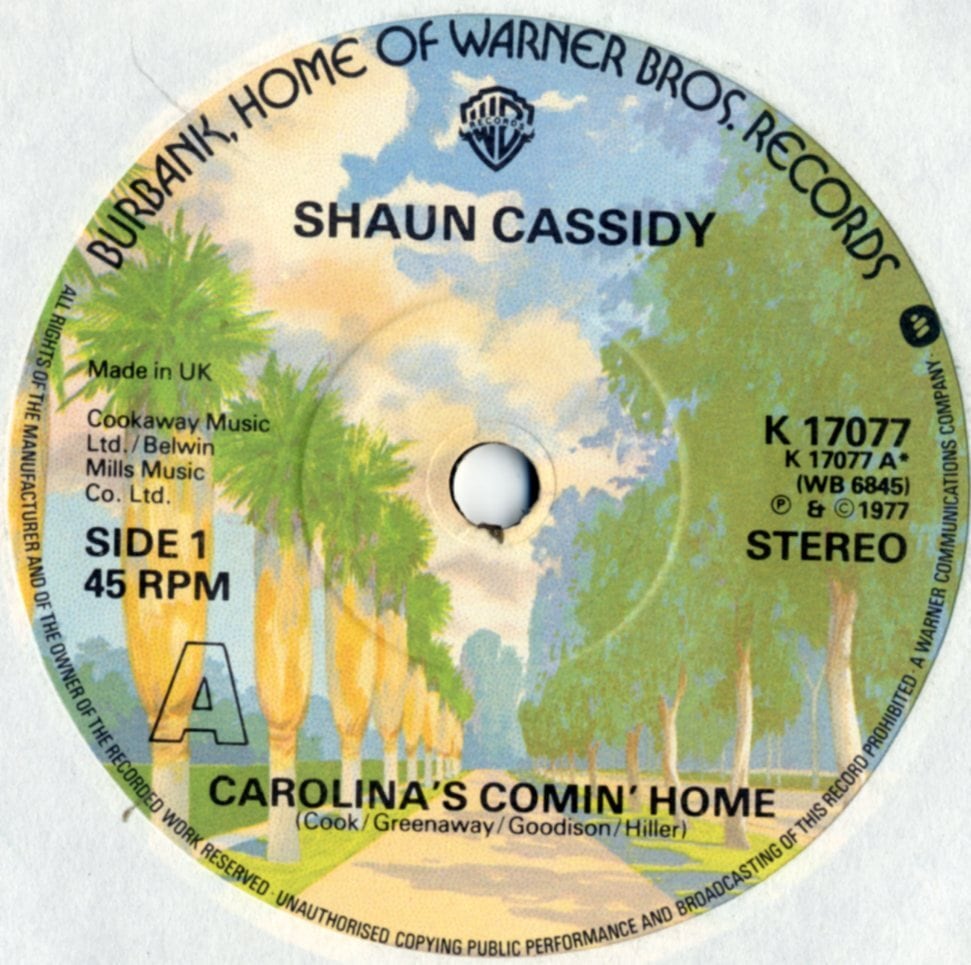 BURBANK, HOME OF WARNER BROS. RECORDS
RECORDS
SHAUN CASSIDY
Made in UK
Cookaway Music
Ltd./Belwin
Mills Music
Co. Ltd.
SIDE 1
45 RPM
A
K 17077
K 17077 A*
(WB 6845)
Ⓟ & © 1977
STEREO
CAROLINA'S COMIN' HOME
(Cook/Greenaway/Goodison/Hiller)
ALL RIGHTS OF THE MANUFACTURER AND OF THE OWNER OF THE RECORDED WORK RESERVED · UNAUTHORISED COPYING PUBLIC PERFORMANCE AND BROADCASTING OF THIS RECORD PROHIBITED · A WARNER COMMUNICATIONS COMPANY ·